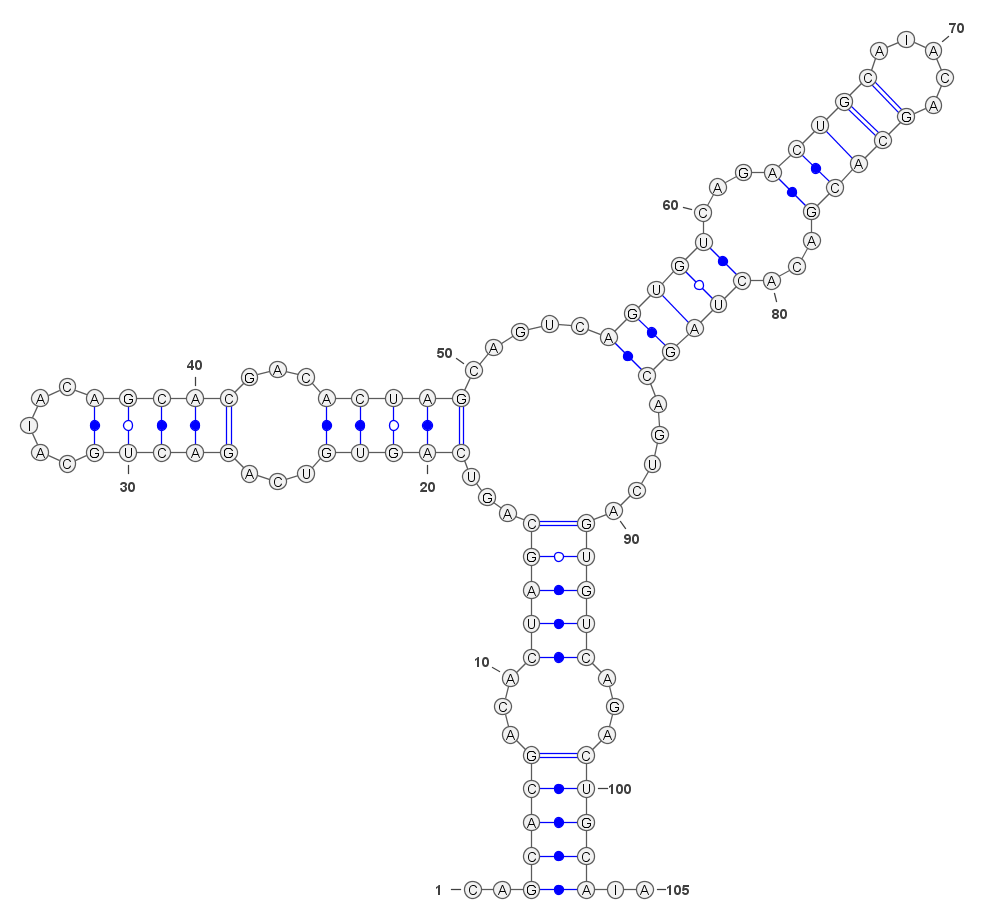 1
C A G C A C G A C A
10
C U A G C A G U C A
20
G U G U C A G A C U
30
G C A I A C A G C A
40
C G A C A C U A G C
50
A G U C A G U G U C
60
A G A C U G C A I A
70
C A G C A C G A C A
80
C U A G C A G U C A
90
G U G U C A G A C U
100
G C A I A
105